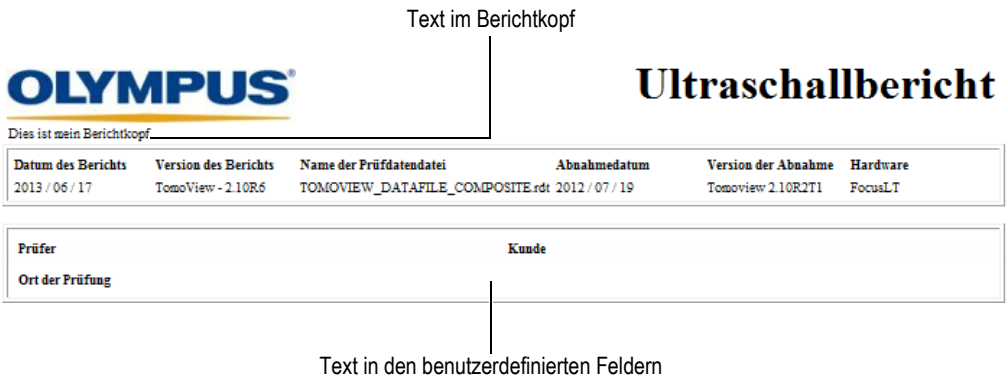 Text im Berichtkopf
OLYMPUS®
Ultraschallbericht
Dies ist mein Berichtkopf
Datum des Berichts Version des Berichts Name der Prüfdatendatei Abnahmedatum Version der Abnahme Hardware
2013 / 06 / 17 TomoView - 2.10R6 TOMOVIEW_DATAFILE_COMPOSITE.rdt 2012 / 07 / 19 Tomoview 2.10R2T1 FocusLT
Prüfer Kunde
Ort der Prüfung
Text in den benutzerdefinierten Feldern